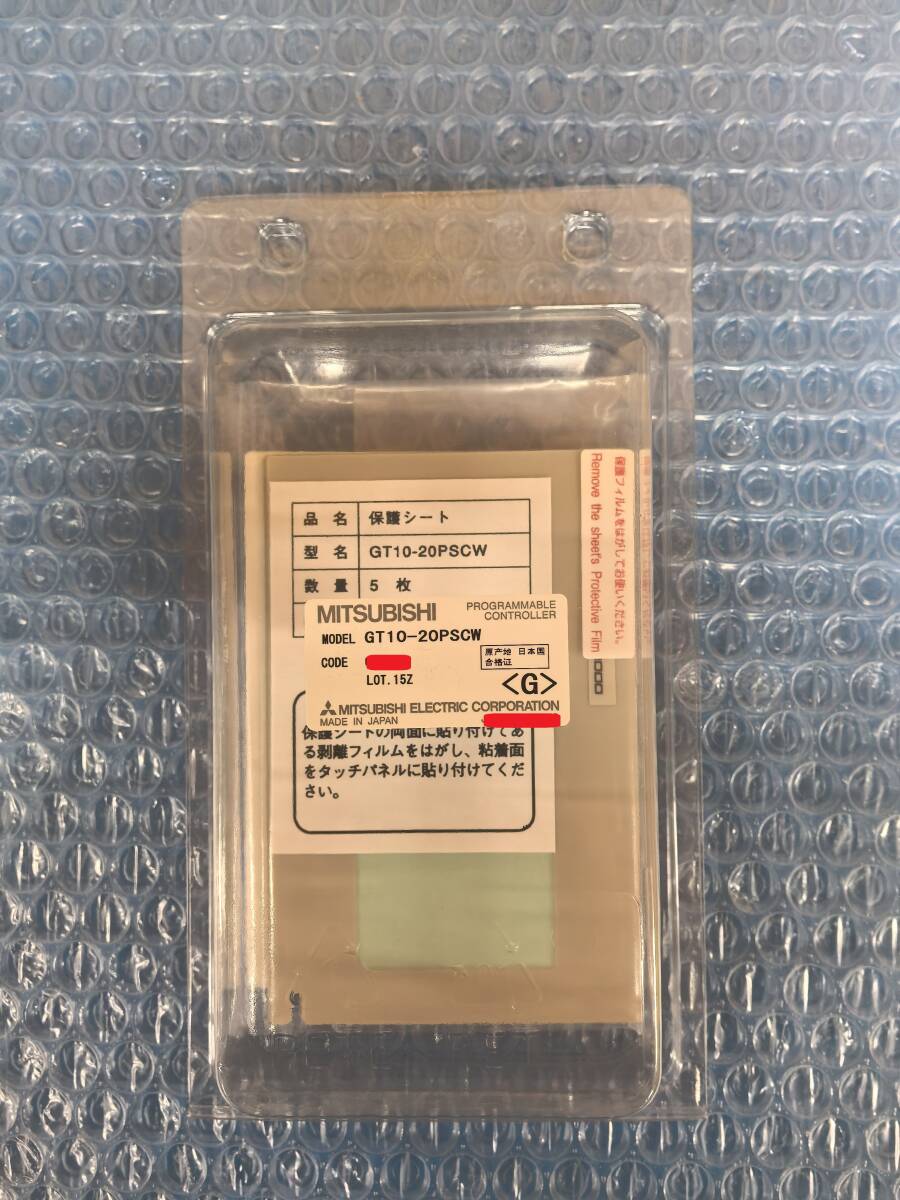 品 名 保護シート
型 名 GT10-20PSCW
数 量 5 枚
MITSUBISHI
PROGRAMMABLE
CONTROLLER
MODEL GT10-20PSCW
CODE
原产地 日本国
合格证
LOT.15Z
<G>
MITSUBISHI ELECTRIC CORPORATION
MADE IN JAPAN
保護シートの両面に貼り付けてあ
る剥離フィルムをはがし、粘着面
をタッチパネルに貼り付けてくだ
さい。
保護フィルムをはがしてお使いください。
Remove the sheet's Protective Film